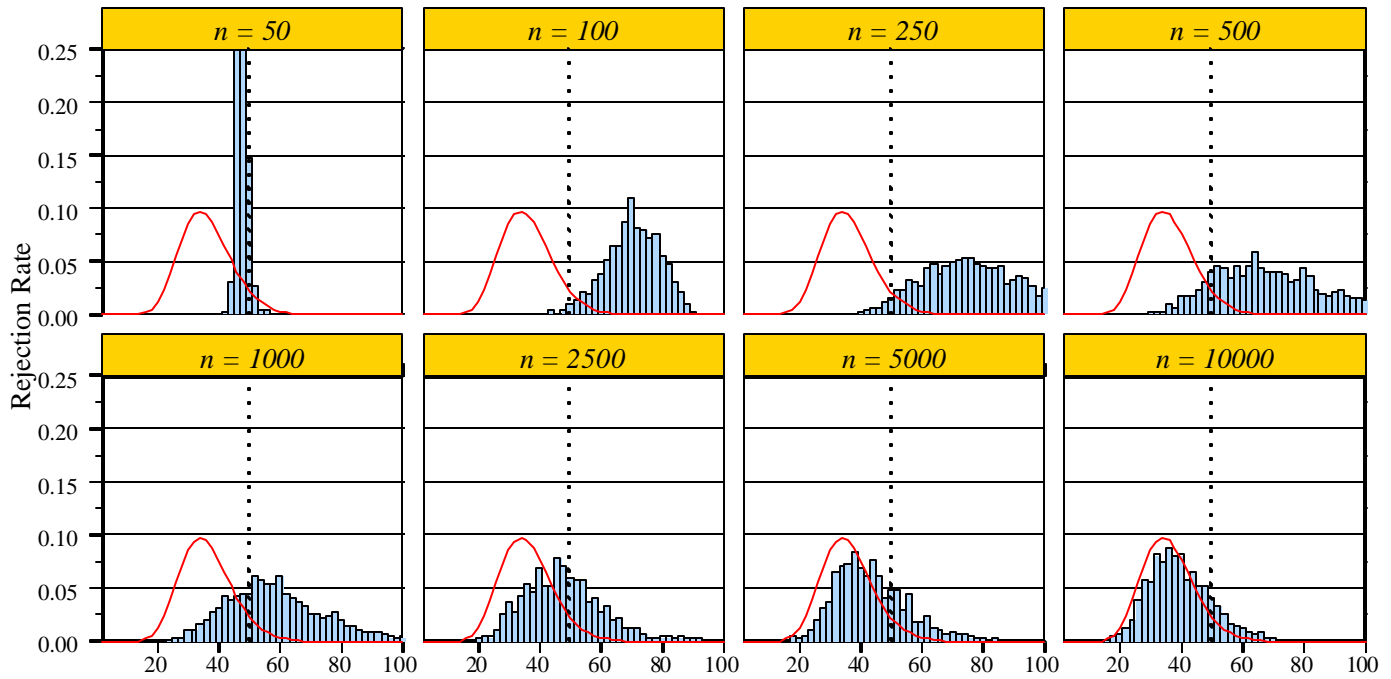 n = 50
n = 100
n = 250
n = 500
0.25
0.20
0.15
0.10
0.05
0.00
Rejection Rate
n = 1000
n = 2500
n = 5000
n = 10000
0.25
0.20
0.15
0.10
0.05
0.00
20 40 60 80 100
20 40 60 80 100
20 40 60 80 100
20 40 60 80 100